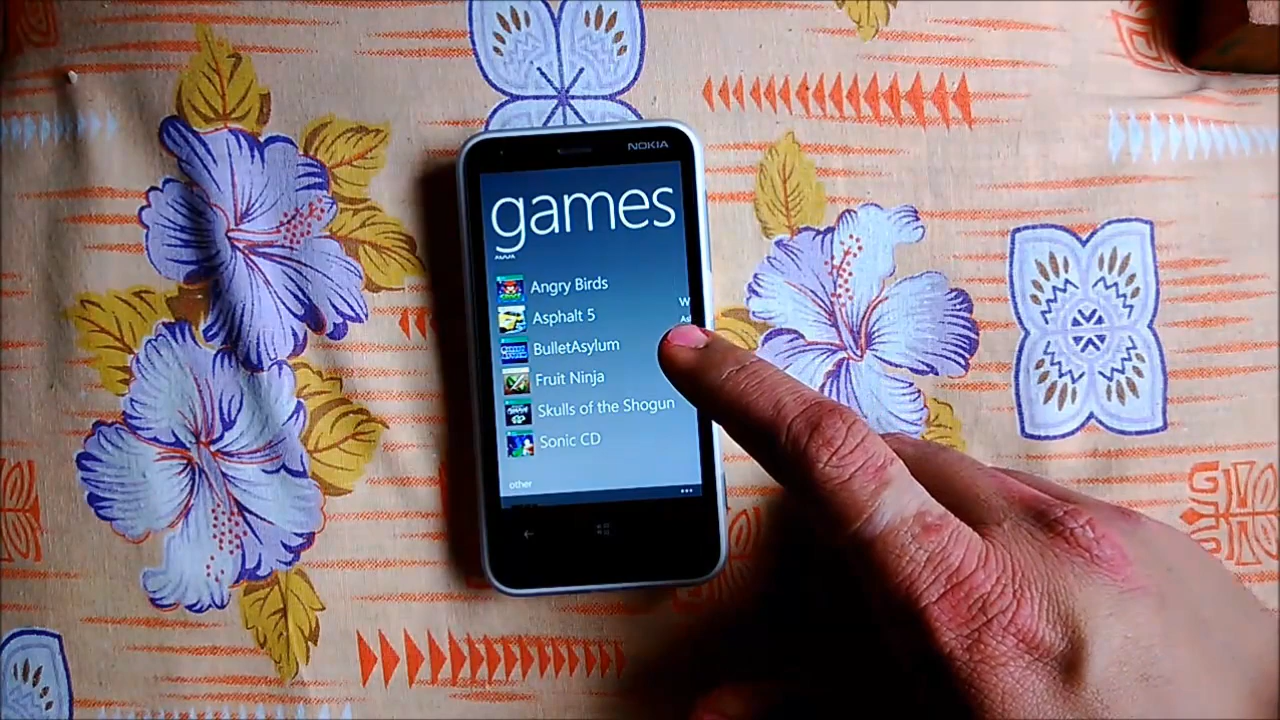 NOKIA
games
Angry Birds
Asphalt 5
BulletAsylum
Fruit Ninja
Skulls of the Shogun
Sonic CD
other